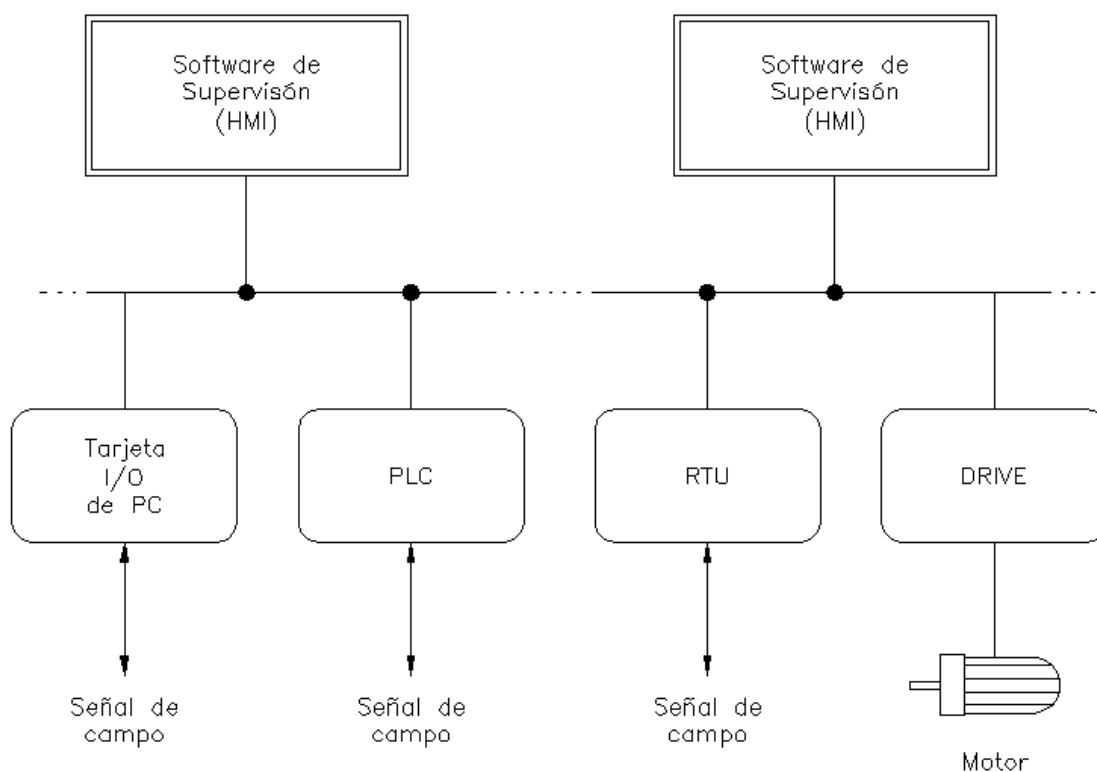 Software de
Supervisón
(HMI)
Software de
Supervisón
(HMI)
Tarjeta
I/O
de PC
PLC
RTU
DRIVE
Señal de
campo
Señal de
campo
Señal de
campo
Motor